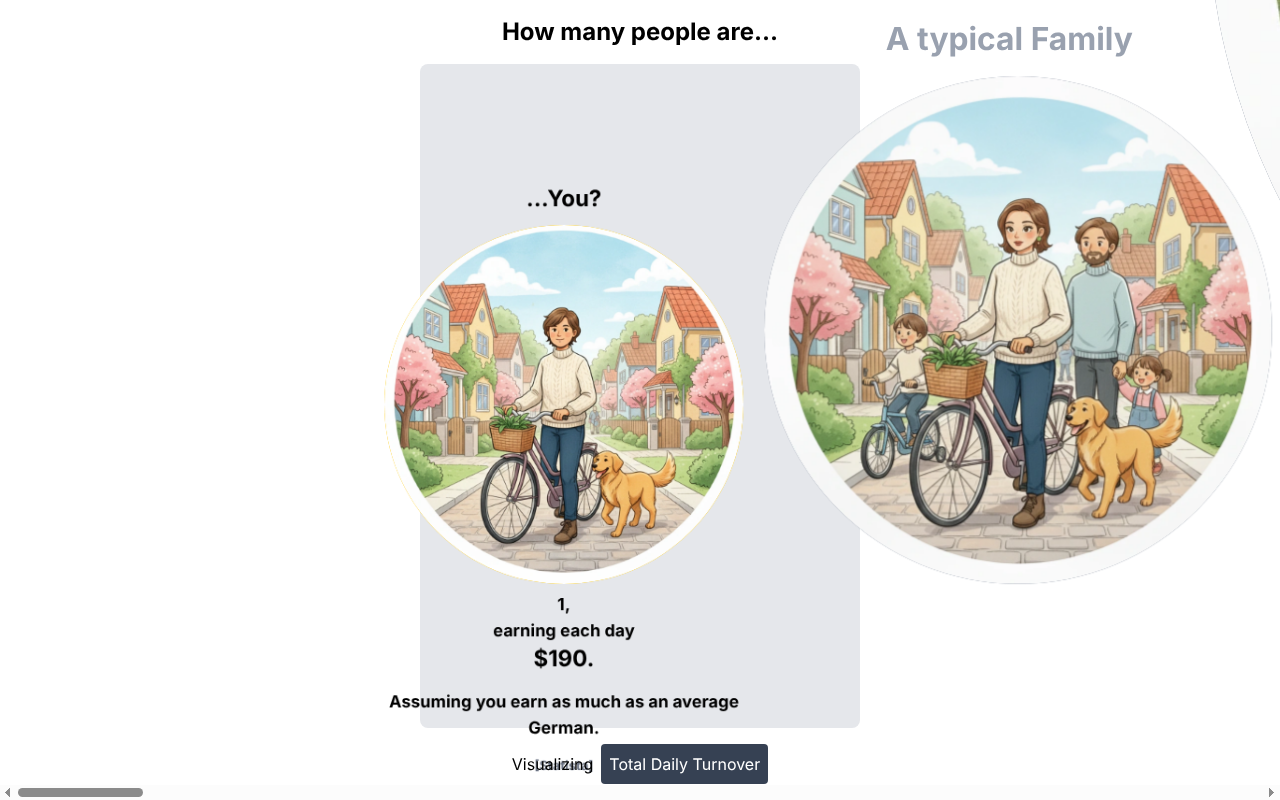 How many people are…
A typical Family
…You?
1,
earning each day
$190.
Assuming you earn as much as an average
German.
Visualizing
Total Daily Turnover